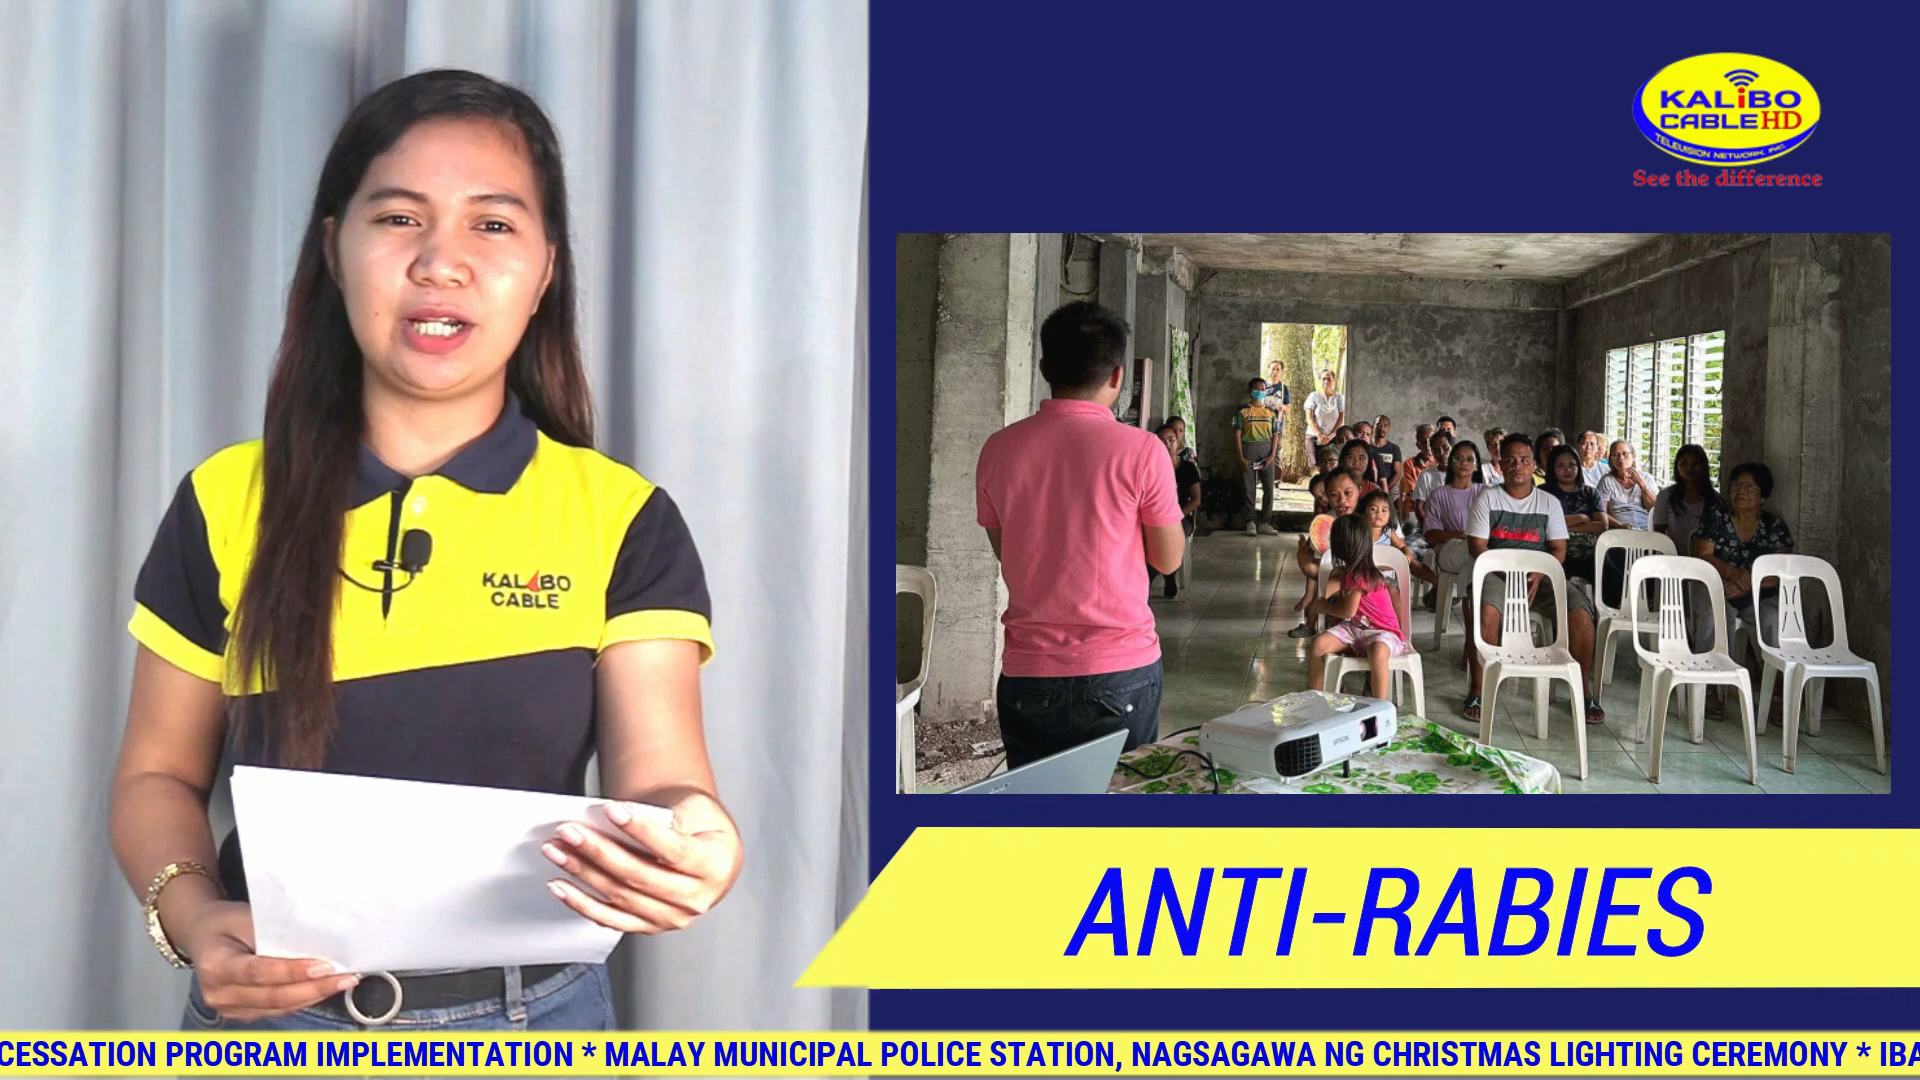 KALiBO
CABLE HD
TELEVISION NETWORK, INC.
See the difference
KALIBO
CABLE
EPSON
ANTI-RABIES
CESSATION PROGRAM IMPLEMENTATION * MALAY MUNICIPAL POLICE STATION, NAGSAGAWA NG CHRISTMAS LIGHTING CEREMONY * IBA